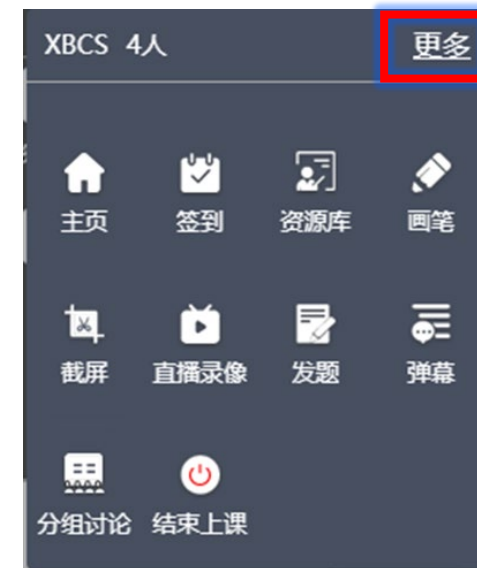 XBCS 4人 更多
主页 签到 资源库 画笔
截屏 直播录像 发题 弹幕
分组讨论 结束上课